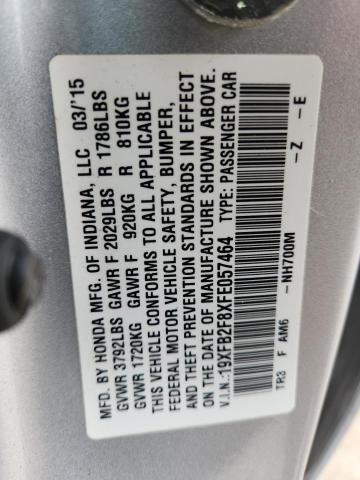 MFD. BY HONDA MFG. OF INDIANA, LLC 03/'15
GVWR 3792LBS GAWR F 2029LBS R 1786LBS
GVWR 1720KG GAWR F 920KG R 810KG
THIS VEHICLE CONFORMS TO ALL APPLICABLE
FEDERAL MOTOR VEHICLE SAFETY, BUMPER,
AND THEFT PREVENTION STANDARDS IN EFFECT
ON THE DATE OF MANUFACTURE SHOWN ABOVE.
V.I.N.:19XFB2F8XFE057464 TYPE: PASSENGER CAR
-NH700M -Z -E
TR3 F AM6